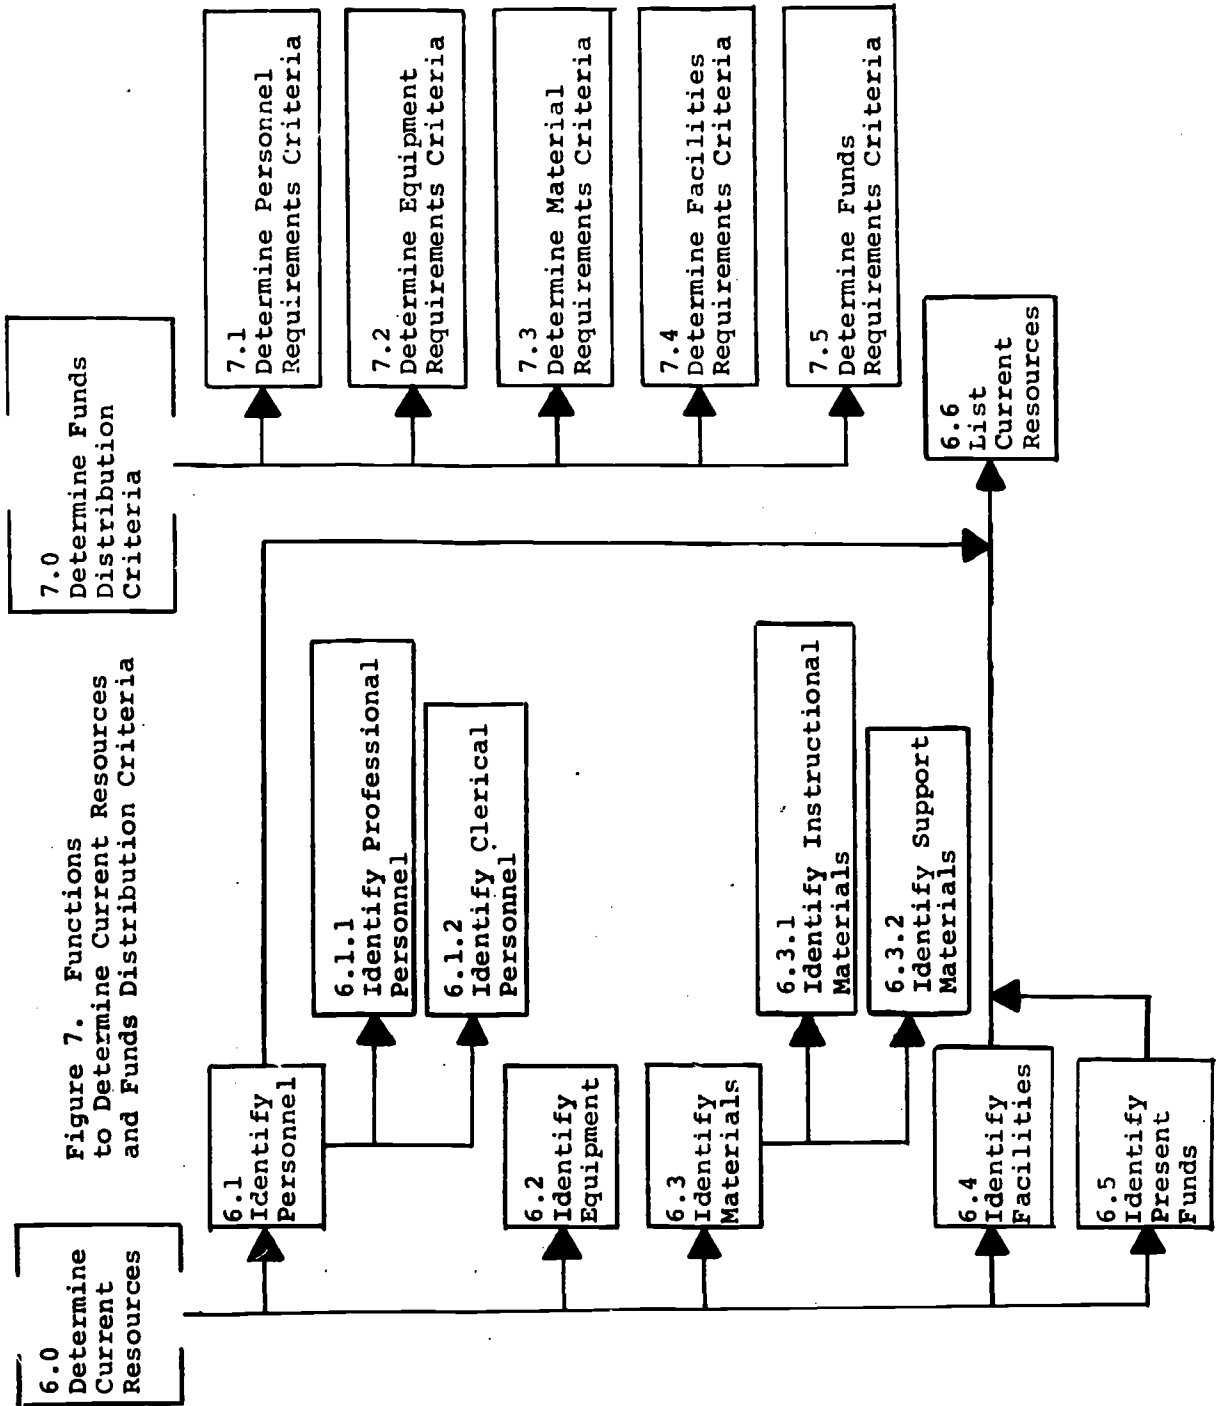 Figure 7. Functions
to Determine Current Resources
and Funds Distribution Criteria
6.0
Determine
Current
Resources
6.1
Identify
Personnel
6.1.1
Identify Professional
Personnel
6.1.2
Identify Clerical
Personnel
6.2
Identify
Equipment
6.3
Identify
Materials
6.3.1
Identify Instructional
Materials
6.3.2
Identify Support
Materials
6.4
Identify
Facilities
6.5
Identify
Present
Funds
6.6
List
Current
Resources
7.0
Determine Funds
Distribution
Criteria
7.1
Determine Personnel
Requirements Criteria
7.2
Determine Equipment
Requirements Criteria
7.3
Determine Material
Requirements Criteria
7.4
Determine Facilities
Requirements Criteria
7.5
Determine Funds
Requirements Criteria